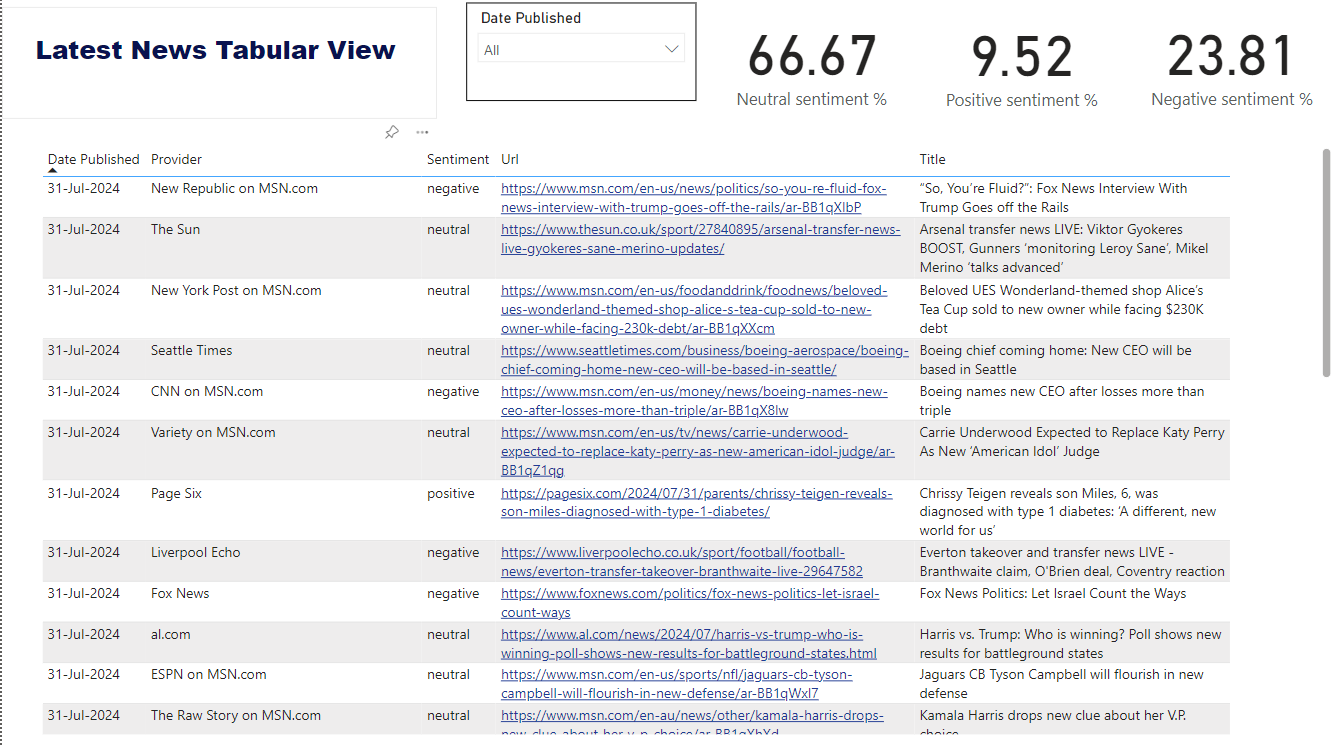 Latest News Tabular View
Date Published
All
66.67
Neutral sentiment %
9.52
Positive sentiment %
23.81
Negative sentiment %
Date Published Provider Sentiment Url Title
31-Jul-2024 New Republic on MSN.com negative https://www.msn.com/en-us/news/politics/so-you-re-fluid-fox- “So, You’re Fluid?”: Fox News Interview With
news-interview-with-trump-goes-off-the-rails/ar-BB1qXlbP Trump Goes off the Rails
31-Jul-2024 The Sun neutral https://www.thesun.co.uk/sport/27840895/arsenal-transfer-news- Arsenal transfer news LIVE: Viktor Gyokeres
live-gyokeres-sane-merino-updates/ BOOST, Gunners ‘monitoring Leroy Sane’, Mikel
Merino ‘talks advanced’
31-Jul-2024 New York Post on MSN.com neutral https://www.msn.com/en-us/foodanddrink/foodnews/beloved- Beloved UES Wonderland-themed shop Alice’s
ues-wonderland-themed-shop-alice-s-tea-cup-sold-to-new- Tea Cup sold to new owner while facing $230K
owner-while-facing-230k-debt/ar-BB1qXXcm debt
31-Jul-2024 Seattle Times neutral https://www.seattletimes.com/business/boeing-aerospace/boeing- Boeing chief coming home: New CEO will be
chief-coming-home-new-ceo-will-be-based-in-seattle/ based in Seattle
31-Jul-2024 CNN on MSN.com negative https://www.msn.com/en-us/money/news/boeing-names-new- Boeing names new CEO after losses more than
ceo-after-losses-more-than-triple/ar-BB1qX8lw triple
31-Jul-2024 Variety on MSN.com neutral https://www.msn.com/en-us/tv/news/carrie-underwood- Carrie Underwood Expected to Replace Katy Perry
expected-to-replace-katy-perry-as-new-american-idol-judge/ar- As New ‘American Idol’ Judge
BB1qZ1qg
31-Jul-2024 Page Six positive https://pagesix.com/2024/07/31/parents/chrissy-teigen-reveals- Chrissy Teigen reveals son Miles, 6, was
son-miles-diagnosed-with-type-1-diabetes/ diagnosed with type 1 diabetes: ‘A different, new
world for us’
31-Jul-2024 Liverpool Echo negative https://www.liverpoolecho.co.uk/sport/football/football- Everton takeover and transfer news LIVE -
news/everton-transfer-takeover-branthwaite-live-29647582 Branthwaite claim, O'Brien deal, Coventry reaction
31-Jul-2024 Fox News negative https://www.foxnews.com/politics/fox-news-politics-let-israel- Fox News Politics: Let Israel Count the Ways
count-ways
31-Jul-2024 al.com neutral https://www.al.com/news/2024/07/harris-vs-trump-who-is- Harris vs. Trump: Who is winning? Poll shows new
winning-poll-shows-new-results-for-battleground-states.html results for battleground states
31-Jul-2024 ESPN on MSN.com neutral https://www.msn.com/en-us/sports/nfl/jaguars-cb-tyson- Jaguars CB Tyson Campbell will flourish in new
campbell-will-flourish-in-new-defense/ar-BB1qWxl7 defense
31-Jul-2024 The Raw Story on MSN.com neutral https://www.msn.com/en-au/news/other/kamala-harris-drops- Kamala Harris drops new clue about her V.P.
new-clue-about-her-v-p-choice/ar-BB1qXhXd choice